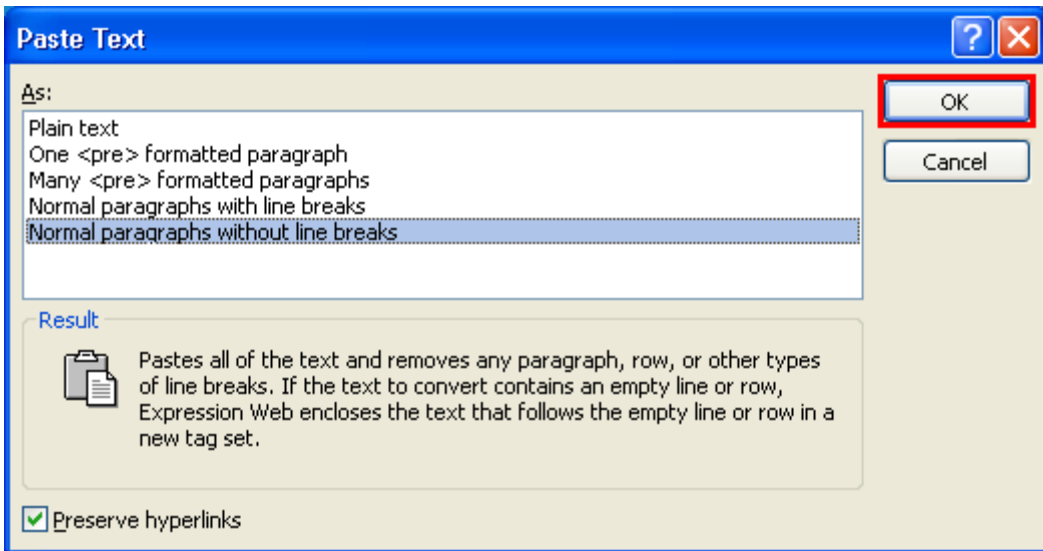 Paste Text
As:
OK
Plain text
One <pre> formatted paragraph
Cancel
Many <pre> formatted paragraphs
Normal paragraphs with line breaks
Normal paragraphs without line breaks
Result
Pastes all of the text and removes any paragraph, row, or other types
of line breaks. If the text to convert contains an empty line or row,
Expression Web encloses the text that follows the empty line or row in a
new tag set.
Preserve hyperlinks